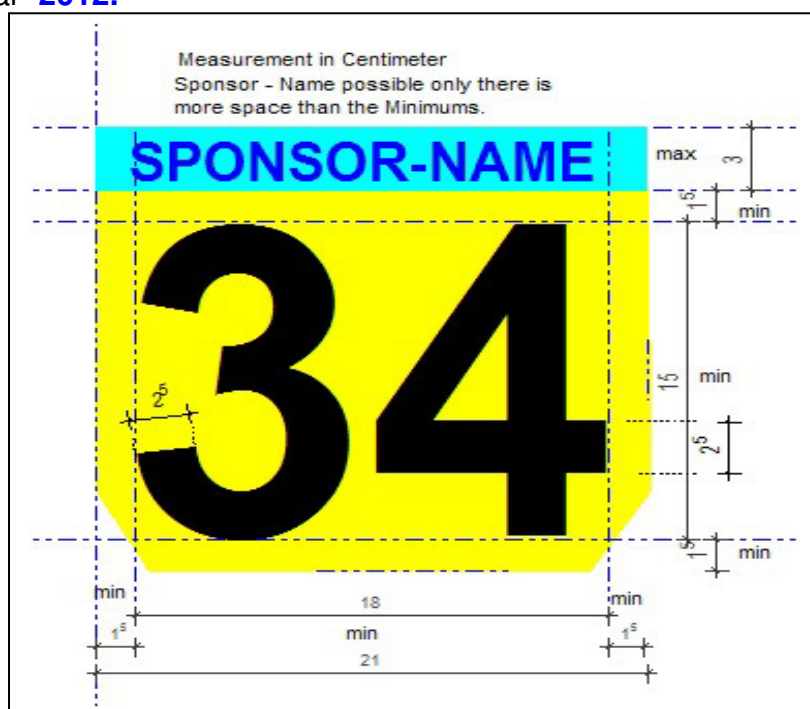 2012.
Measurement in Centimeter
Sponsor - Name possible only there is
more space than the Minimums.
SPONSOR-NAME
max 3
1⁵ min
34
15 min
2⁵
2⁵
1⁵ min
min 18 min
1⁵ min 1⁵
21